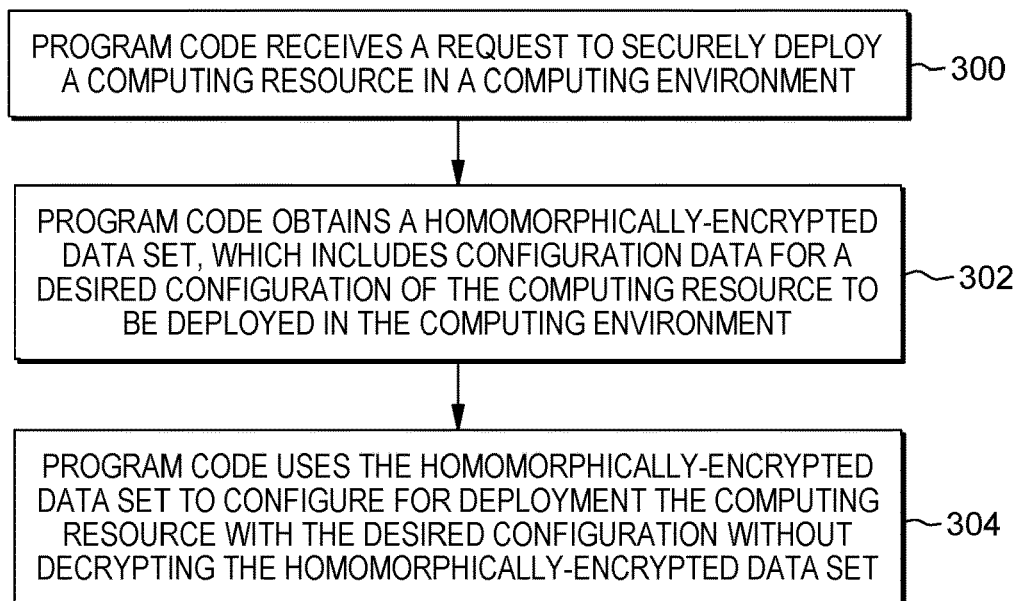 PROGRAM CODE RECEIVES A REQUEST TO SECURELY DEPLOY
A COMPUTING RESOURCE IN A COMPUTING ENVIRONMENT
300
PROGRAM CODE OBTAINS A HOMOMORPHICALLY-ENCRYPTED
DATA SET, WHICH INCLUDES CONFIGURATION DATA FOR A
DESIRED CONFIGURATION OF THE COMPUTING RESOURCE TO
BE DEPLOYED IN THE COMPUTING ENVIRONMENT
302
PROGRAM CODE USES THE HOMOMORPHICALLY-ENCRYPTED
DATA SET TO CONFIGURE FOR DEPLOYMENT THE COMPUTING
RESOURCE WITH THE DESIRED CONFIGURATION WITHOUT
DECRYPTING THE HOMOMORPHICALLY-ENCRYPTED DATA SET
304